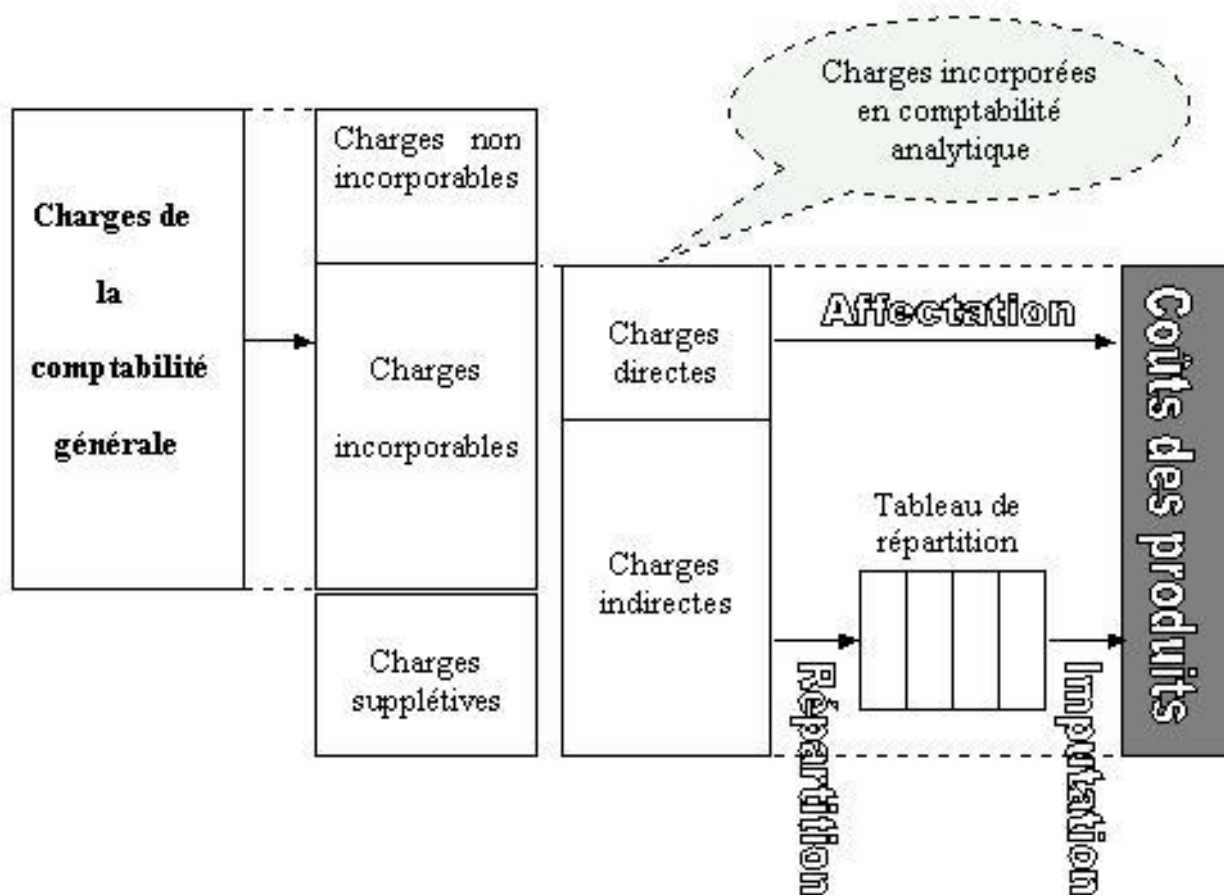 Charges incorporées
en comptabilité
analytique
Charges de
la
comptabilité
générale
Charges non
incorporables
Charges
incorporables
Charges
supplétives
Charges
directes
Charges
indirectes
Affectation
Tableau de
répartition
Répartition
Imputation
Coûts des produits